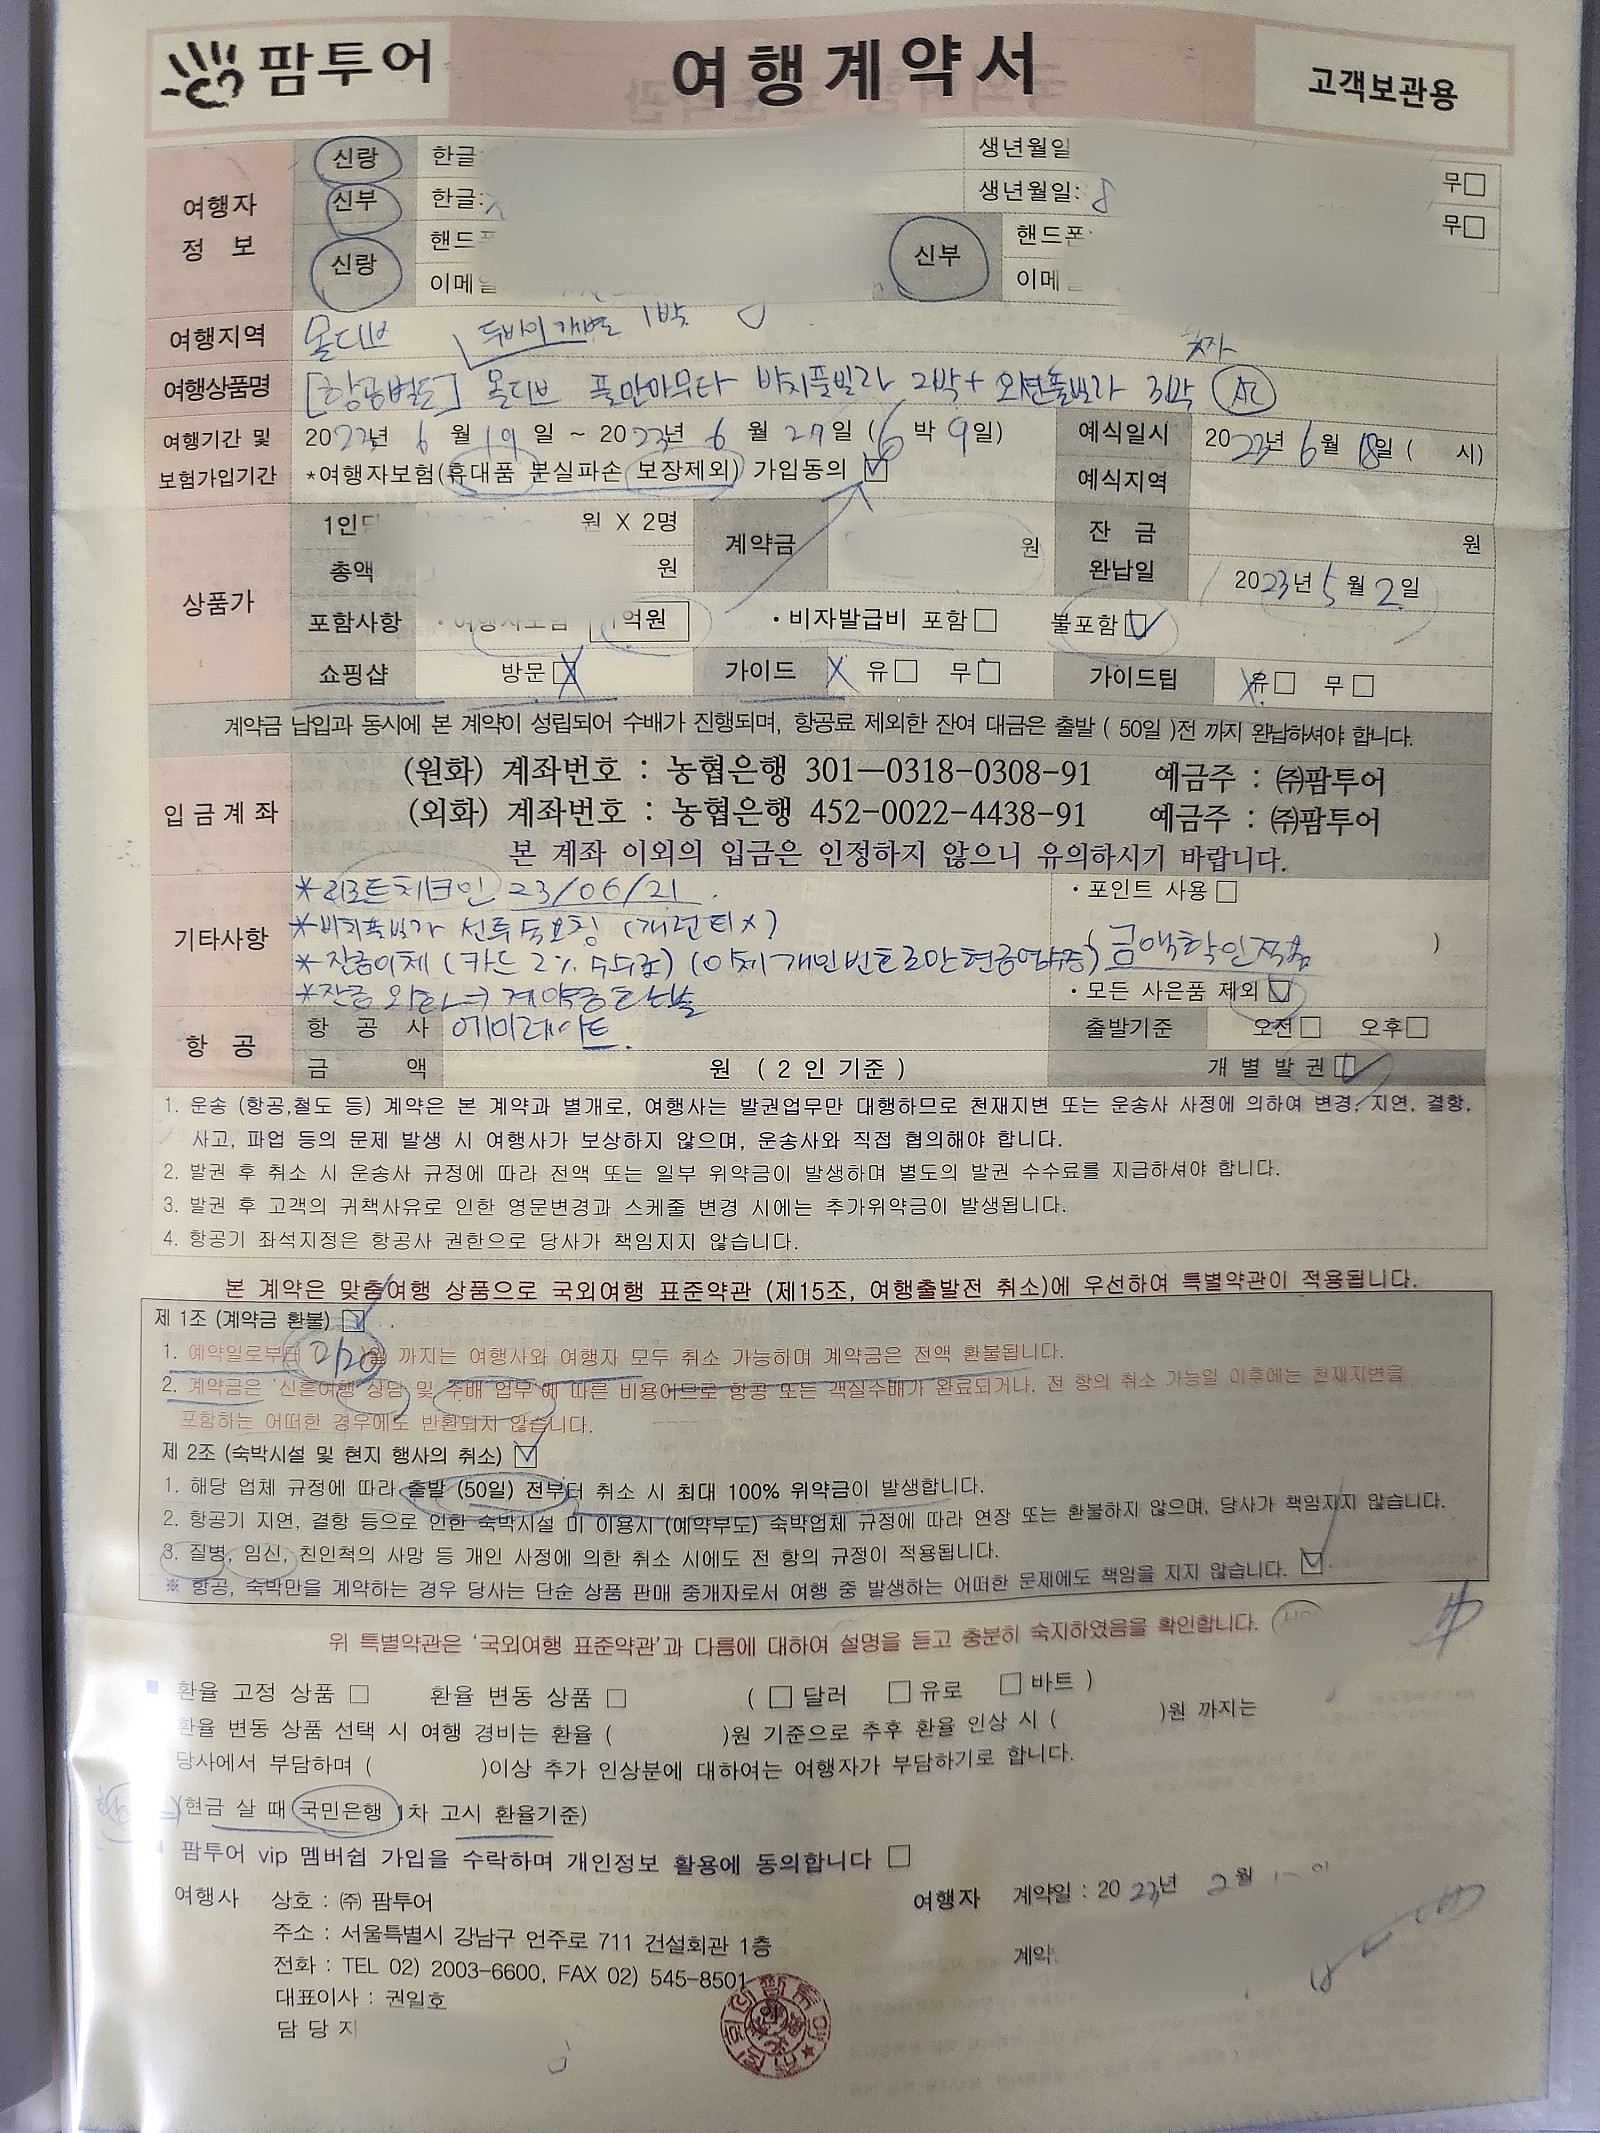 팜투어 여행계약서 고객보관용
여행자 정보
신랑 한글: 생년월일
무□
신부 한글: 생년월일:
무□
신랑 핸드폰 신부 핸드폰
이메일 이메
여행지역 몰디브 두바이 개별 1박
여행상품명 [항공별도] 몰디브 풀만마무타 비치풀빌라 2박+ 오션풀빌라 3박 AI
여행기간 및 보험가입기간
2023년 6월 19일 ~ 2023년 6월 27일 (6박 9일) 예식일시 2023년 6월 18일 ( 시)
*여행자보험(휴대품 분실파손 보장제외) 가입동의 ☑ 예식지역
상품가
1인당 원 X 2명 계약금 원 잔 금 원
총액 원 완납일 2023년 5월 2일
포함사항 · 여행자보험 1억원 · 비자발급비 포함□ 불포함☑
쇼핑샵 방문□ X 가이드 X 유□ 무□ 가이드팁 X 유□ 무□
계약금 납입과 동시에 본 계약이 성립되어 수배가 진행되며, 항공료 제외한 잔여 대금은 출발 ( 50일 )전 까지 완납하셔야 합니다.
입금계좌
(원화) 계좌번호 : 농협은행 301-0318-0308-91 예금주 : ㈜팜투어
(외화) 계좌번호 : 농협은행 452-0022-4438-91 예금주 : ㈜팜투어
본 계좌 이외의 입금은 인정하지 않으니 유의하시기 바랍니다.
기타사항
*리조트체크인 23/06/21. · 포인트 사용□
*비치풀빌라 선투숙요청 (개런티X)
*잔금이체 (카드 2% 수수료) (이체 개인번호로만 현금영수증) ( 금액확인적용 )
*잔금 외화 → 계약금 환불 · 모든 사은품 제외☑
항 공
항 공 사 에미레이트. 출발기준 오전□ 오후□
금 액 원 ( 2 인 기준 ) 개 별 발 권☑
1. 운송 (항공,철도 등) 계약은 본 계약과 별개로, 여행사는 발권업무만 대행하므로 천재지변 또는 운송사 사정에 의하여 변경, 지연, 결항,
사고, 파업 등의 문제 발생 시 여행사가 보상하지 않으며, 운송사와 직접 협의해야 합니다.
2. 발권 후 취소 시 운송사 규정에 따라 전액 또는 일부 위약금이 발생하며 별도의 발권 수수료를 지급하셔야 합니다.
3. 발권 후 고객의 귀책사유로 인한 영문변경과 스케줄 변경 시에는 추가위약금이 발생됩니다.
4. 항공기 좌석지정은 항공사 권한으로 당사가 책임지지 않습니다.
본 계약은 맞춤여행 상품으로 국외여행 표준약관 (제15조, 여행출발전 취소)에 우선하여 특별약관이 적용됩니다.
제 1조 (계약금 환불) ☑
1. 예약일로부터 (2/20)일 까지는 여행사와 여행자 모두 취소 가능하며 계약금은 전액 환불됩니다.
2. 계약금은 '신혼여행 상담 및 수배 업무'에 따른 비용이므로 항공 또는 객실수배가 완료되거나, 전 항의 취소 가능일 이후에는 천재지변을
포함하는 어떠한 경우에도 반환되지 않습니다.
제 2조 (숙박시설 및 현지 행사의 취소) ☑
1. 해당 업체 규정에 따라 출발 (50일) 전부터 취소 시 최대 100% 위약금이 발생합니다.
2. 항공기 지연, 결항 등으로 인한 숙박시설 미 이용시 (예약부도) 숙박업체 규정에 따라 연장 또는 환불하지 않으며, 당사가 책임지지 않습니다.
3. 질병, 임신, 친인척의 사망 등 개인 사정에 의한 취소 시에도 전 항의 규정이 적용됩니다.
※ 항공, 숙박만을 계약하는 경우 당사는 단순 상품 판매 중개자로서 여행 중 발생하는 어떠한 문제에도 책임을 지지 않습니다. ☑
위 특별약관은 '국외여행 표준약관'과 다름에 대하여 설명을 듣고 충분히 숙지하였음을 확인합니다.
■ 환율 고정 상품 □ 환율 변동 상품 □ ( □ 달러 □ 유로 □ 바트 )
환율 변동 상품 선택 시 여행 경비는 환율 ( )원 기준으로 추후 환율 인상 시 ( )원 까지는
당사에서 부담하며 ( )이상 추가 인상분에 대하여는 여행자가 부담하기로 합니다.
(현금 살 때 국민은행 1차 고시 환율기준)
팜투어 vip 멤버쉽 가입을 수락하며 개인정보 활용에 동의합니다 □
여행사 상호 : ㈜ 팜투어 여행자 계약일 : 2023년 2월
주소 : 서울특별시 강남구 언주로 711 건설회관 1층
전화 : TEL 02) 2003-6600, FAX 02) 545-8501 계약
대표이사 : 권일호
담 당 자